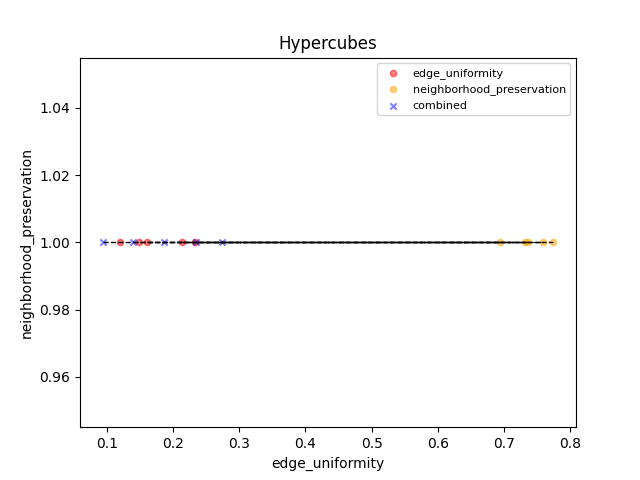 Hypercubes
edge_uniformity
neighborhood_preservation
combined
neighborhood_preservation
1.04
1.02
1.00
0.98
0.96
0.1 0.2 0.3 0.4 0.5 0.6 0.7 0.8
edge_uniformity